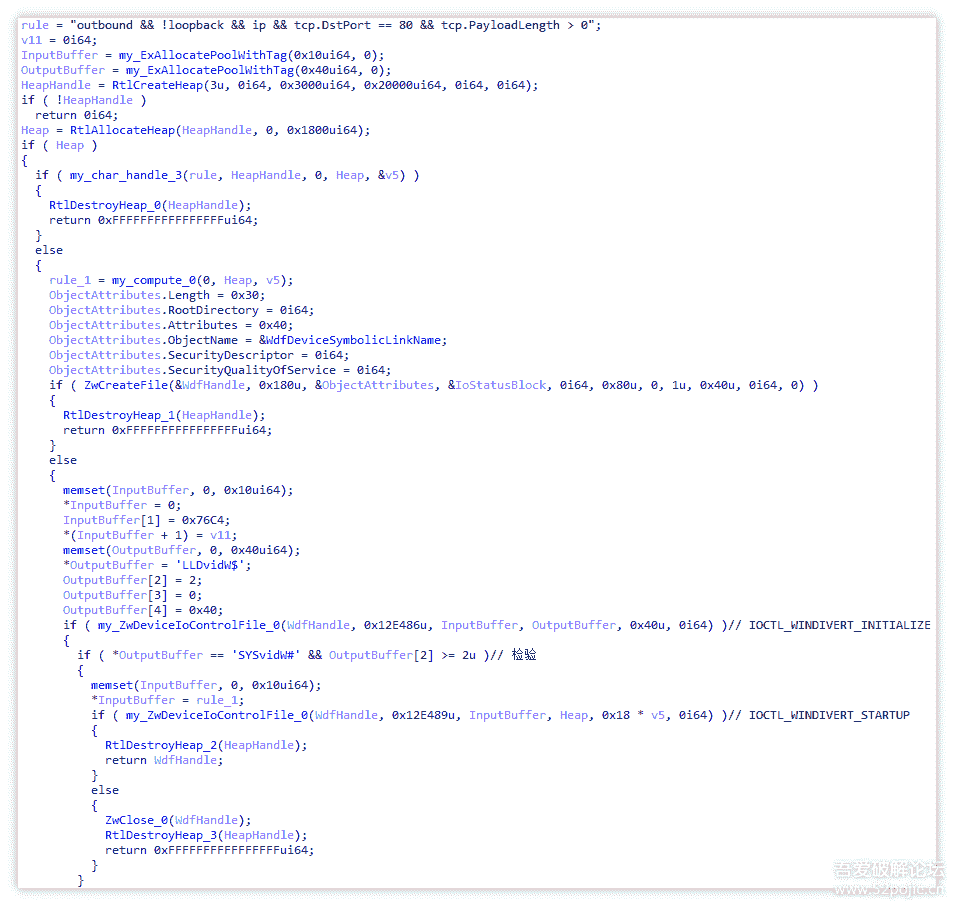 rule = "outbound && !loopback && ip && tcp.DstPort == 80 && tcp.PayloadLength > 0";
v11 = 0i64;
InputBuffer = my_ExAllocatePoolWithTag(0x10ui64, 0);
OutputBuffer = my_ExAllocatePoolWithTag(0x40ui64, 0);
HeapHandle = RtlCreateHeap(3u, 0i64, 0x3000ui64, 0x20000ui64, 0i64, 0i64);
if ( !HeapHandle )
return 0i64;
Heap = RtlAllocateHeap(HeapHandle, 0, 0x1800ui64);
if ( Heap )
{
if ( my_char_handle_3(rule, HeapHandle, 0, Heap, &v5) )
{
RtlDestroyHeap_0(HeapHandle);
return 0xFFFFFFFFFFFFFFFFui64;
}
else
{
rule_1 = my_compute_0(0, Heap, v5);
ObjectAttributes.Length = 0x30;
ObjectAttributes.RootDirectory = 0i64;
ObjectAttributes.Attributes = 0x40;
ObjectAttributes.ObjectName = &WdfDeviceSymbolicLinkName;
ObjectAttributes.SecurityDescriptor = 0i64;
ObjectAttributes.SecurityQualityOfService = 0i64;
if ( ZwCreateFile(&WdfHandle, 0x180u, &ObjectAttributes, &IoStatusBlock, 0i64, 0x80u, 0, 1u, 0x40u, 0i64, 0) )
{
RtlDestroyHeap_1(HeapHandle);
return 0xFFFFFFFFFFFFFFFFui64;
}
else
{
memset(InputBuffer, 0, 0x10ui64);
*InputBuffer = 0;
InputBuffer[1] = 0x76C4;
*(InputBuffer + 1) = v11;
memset(OutputBuffer, 0, 0x40ui64);
*OutputBuffer = 'LLDvidW$';
OutputBuffer[2] = 2;
OutputBuffer[3] = 0;
OutputBuffer[4] = 0x40;
if ( my_ZwDeviceIoControlFile_0(WdfHandle, 0x12E486u, InputBuffer, OutputBuffer, 0x40u, 0i64) )// IOCTL_WINDIVERT_INITIALIZE
{
if ( *OutputBuffer == 'SYSvidW#' && OutputBuffer[2] >= 2u )// 检验
{
memset(InputBuffer, 0, 0x10ui64);
*InputBuffer = rule_1;
if ( my_ZwDeviceIoControlFile_0(WdfHandle, 0x12E489u, InputBuffer, Heap, 0x18 * v5, 0i64) )// IOCTL_WINDIVERT_STARTUP
{
RtlDestroyHeap_2(HeapHandle);
return WdfHandle;
}
else
{
ZwClose_0(WdfHandle);
RtlDestroyHeap_3(HeapHandle);
return 0xFFFFFFFFFFFFFFFFui64;
}
}
吾爱破解论坛
www.52pojie.cn